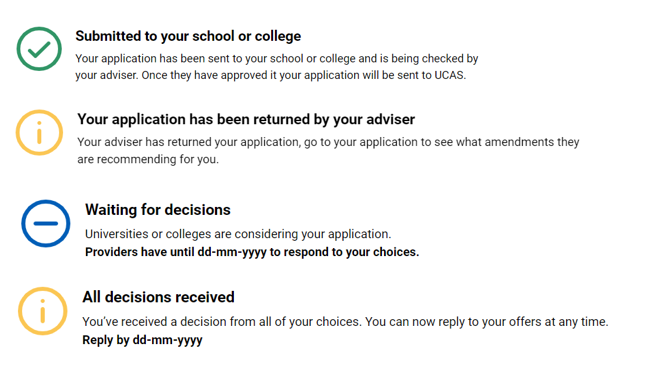 Submitted to your school or college
Your application has been sent to your school or college and is being checked by
your adviser. Once they have approved it your application will be sent to UCAS.
Your application has been returned by your adviser
Your adviser has returned your application, go to your application to see what amendments they
are recommending for you.
Waiting for decisions
Universities or colleges are considering your application.
Providers have until dd-mm-yyyy to respond to your choices.
All decisions received
You've received a decision from all of your choices. You can now reply to your offers at any time.
Reply by dd-mm-yyyy